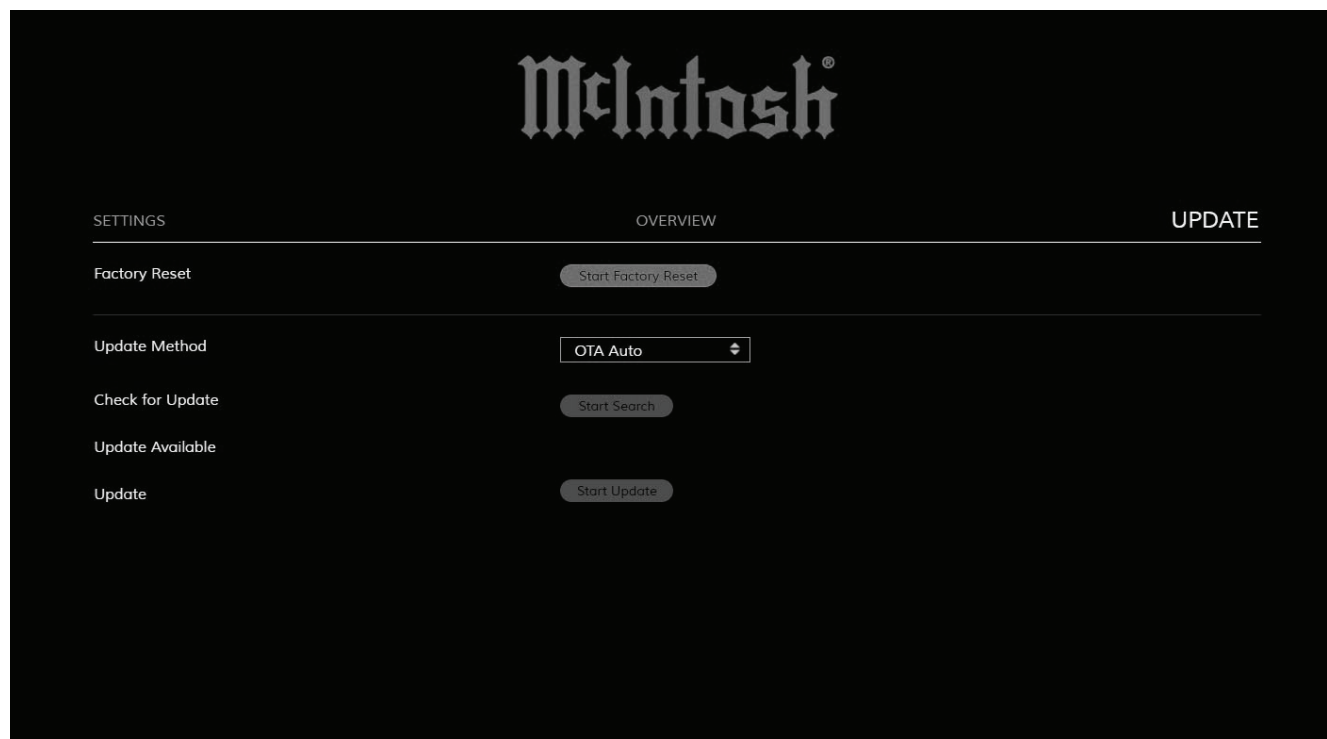 McIntosh®
SETTINGS OVERVIEW UPDATE
Factory Reset Start Factory Reset
Update Method OTA Auto
Check for Update Start Search
Update Available
Update Start Update